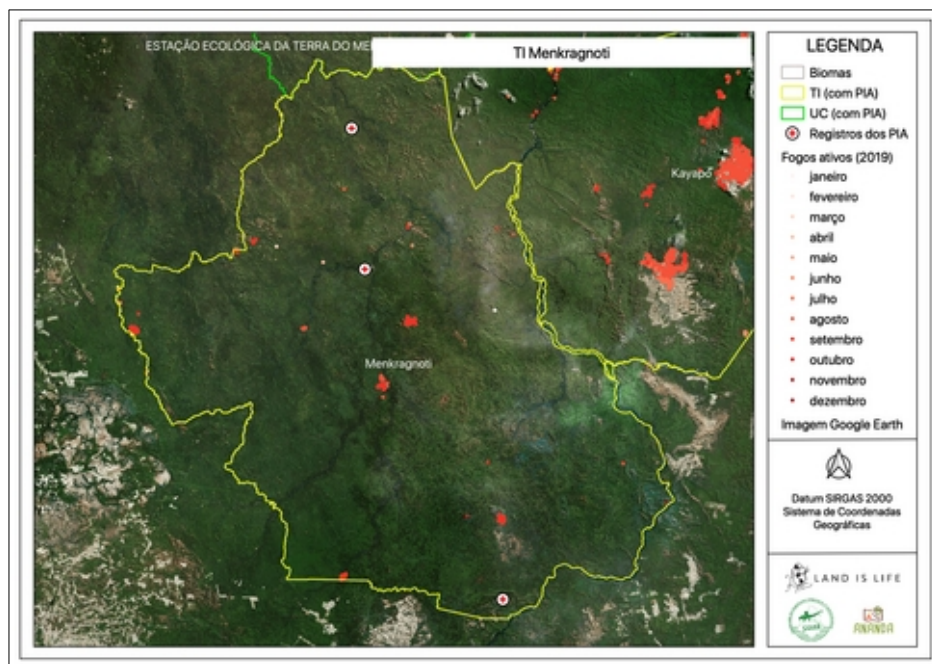 ESTAÇÃO ECOLÓGICA DA TERRA DO ME
TI Menkragnoti
Kayapó
Menkragnoti
LEGENDA
Biomas
TI (com PIA)
UC (com PIA)
Registros dos PIA
Fogos ativos (2019)
janeiro
fevereiro
março
abril
maio
junho
julho
agosto
setembro
outubro
novembro
dezembro
Imagem Google Earth
Datum SIRGAS 2000
Sistema de Coordenadas
Geográficas
LAND IS LIFE
ANANDA